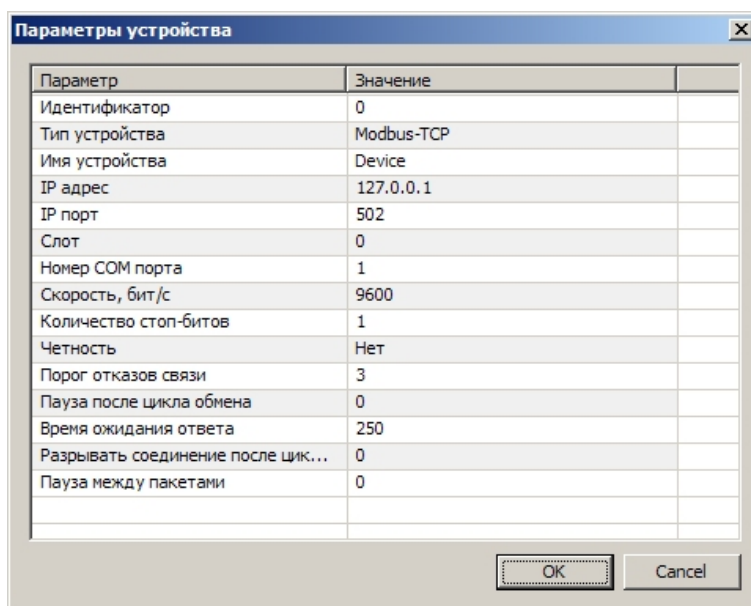 Параметры устройства
Параметр Значение
Идентификатор 0
Тип устройства Modbus-TCP
Имя устройства Device
IP адрес 127.0.0.1
IP порт 502
Слот 0
Номер COM порта 1
Скорость, бит/с 9600
Количество стоп-битов 1
Четность Нет
Порог отказов связи 3
Пауза после цикла обмена 0
Время ожидания ответа 250
Разрывать соединение после цик... 0
Пауза между пакетами 0
OK Cancel